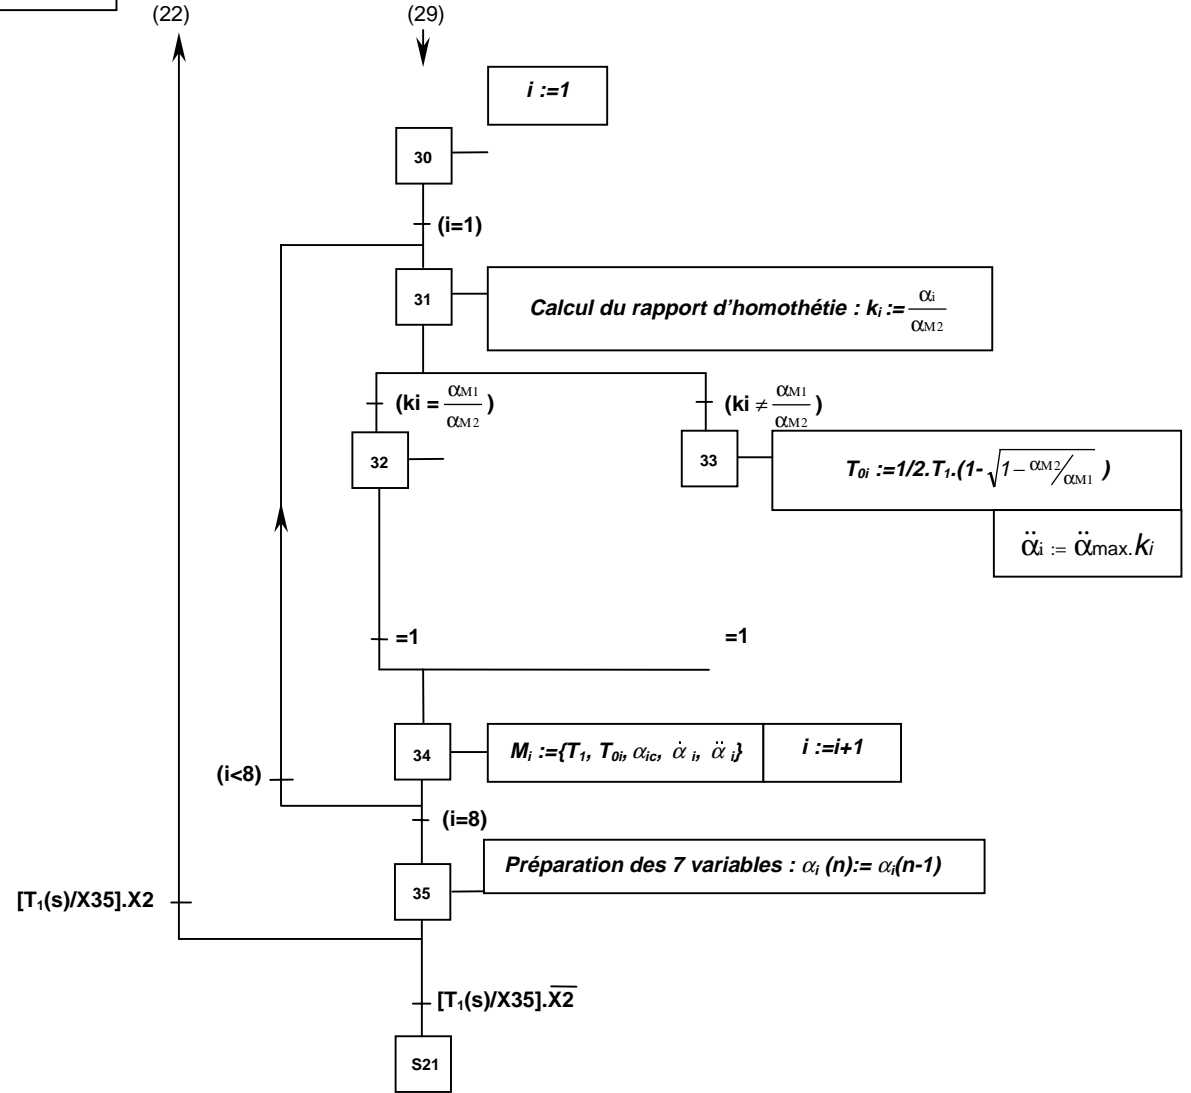 (22)
(29)
i :=1
30
(i=1)
31
Calcul du rapport d'homothétie : ki := αi/αM2
(ki = αM1/αM2 )
(ki ≠ αM1/αM2 )
32
33
T0i :=1/2.T1.(1- √1− αM2/αM1 )
α̈i := α̈max.ki
=1
=1
34
Mi :={T1, T0i, αic, α̇ i, α̈ i}
i :=i+1
(i<8)
(i=8)
Préparation des 7 variables : αi (n):= αi(n-1)
35
[T1(s)/X35].X2
[T1(s)/X35].X̅2̅
S21